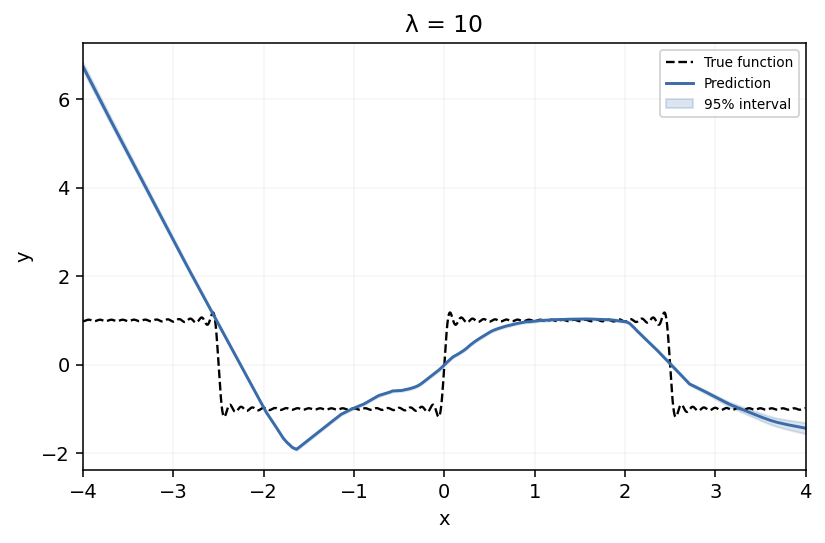 λ = 10
True function
Prediction
95% interval
y
6
4
2
0
−2
−4
−3
−2
−1
0
1
2
3
4
x